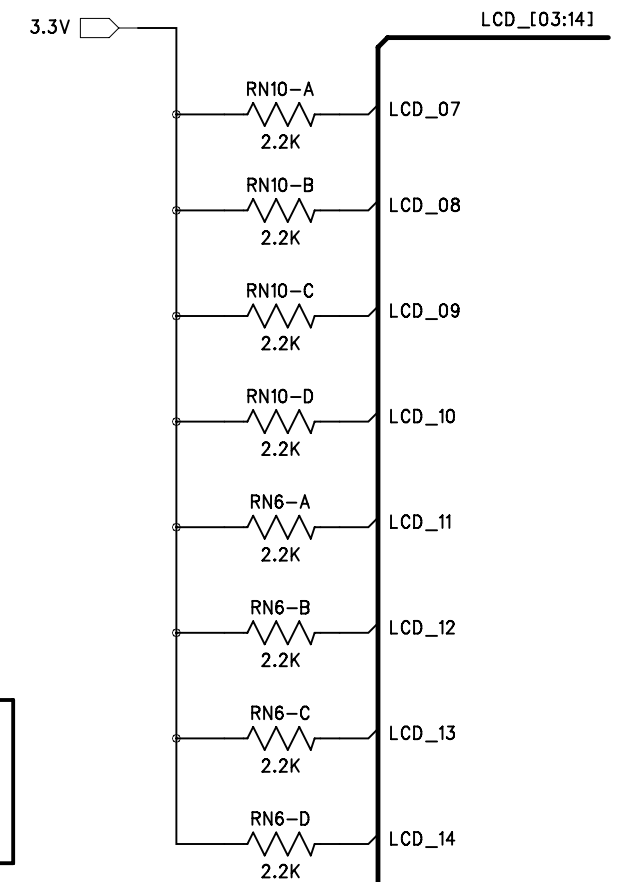 LCD_[03:14]
3.3V
RN10-A
LCD_07
2.2K
RN10-B
LCD_08
2.2K
RN10-C
LCD_09
2.2K
RN10-D
LCD_10
2.2K
RN6-A
LCD_11
2.2K
RN6-B
LCD_12
2.2K
RN6-C
LCD_13
2.2K
RN6-D
LCD_14
2.2K